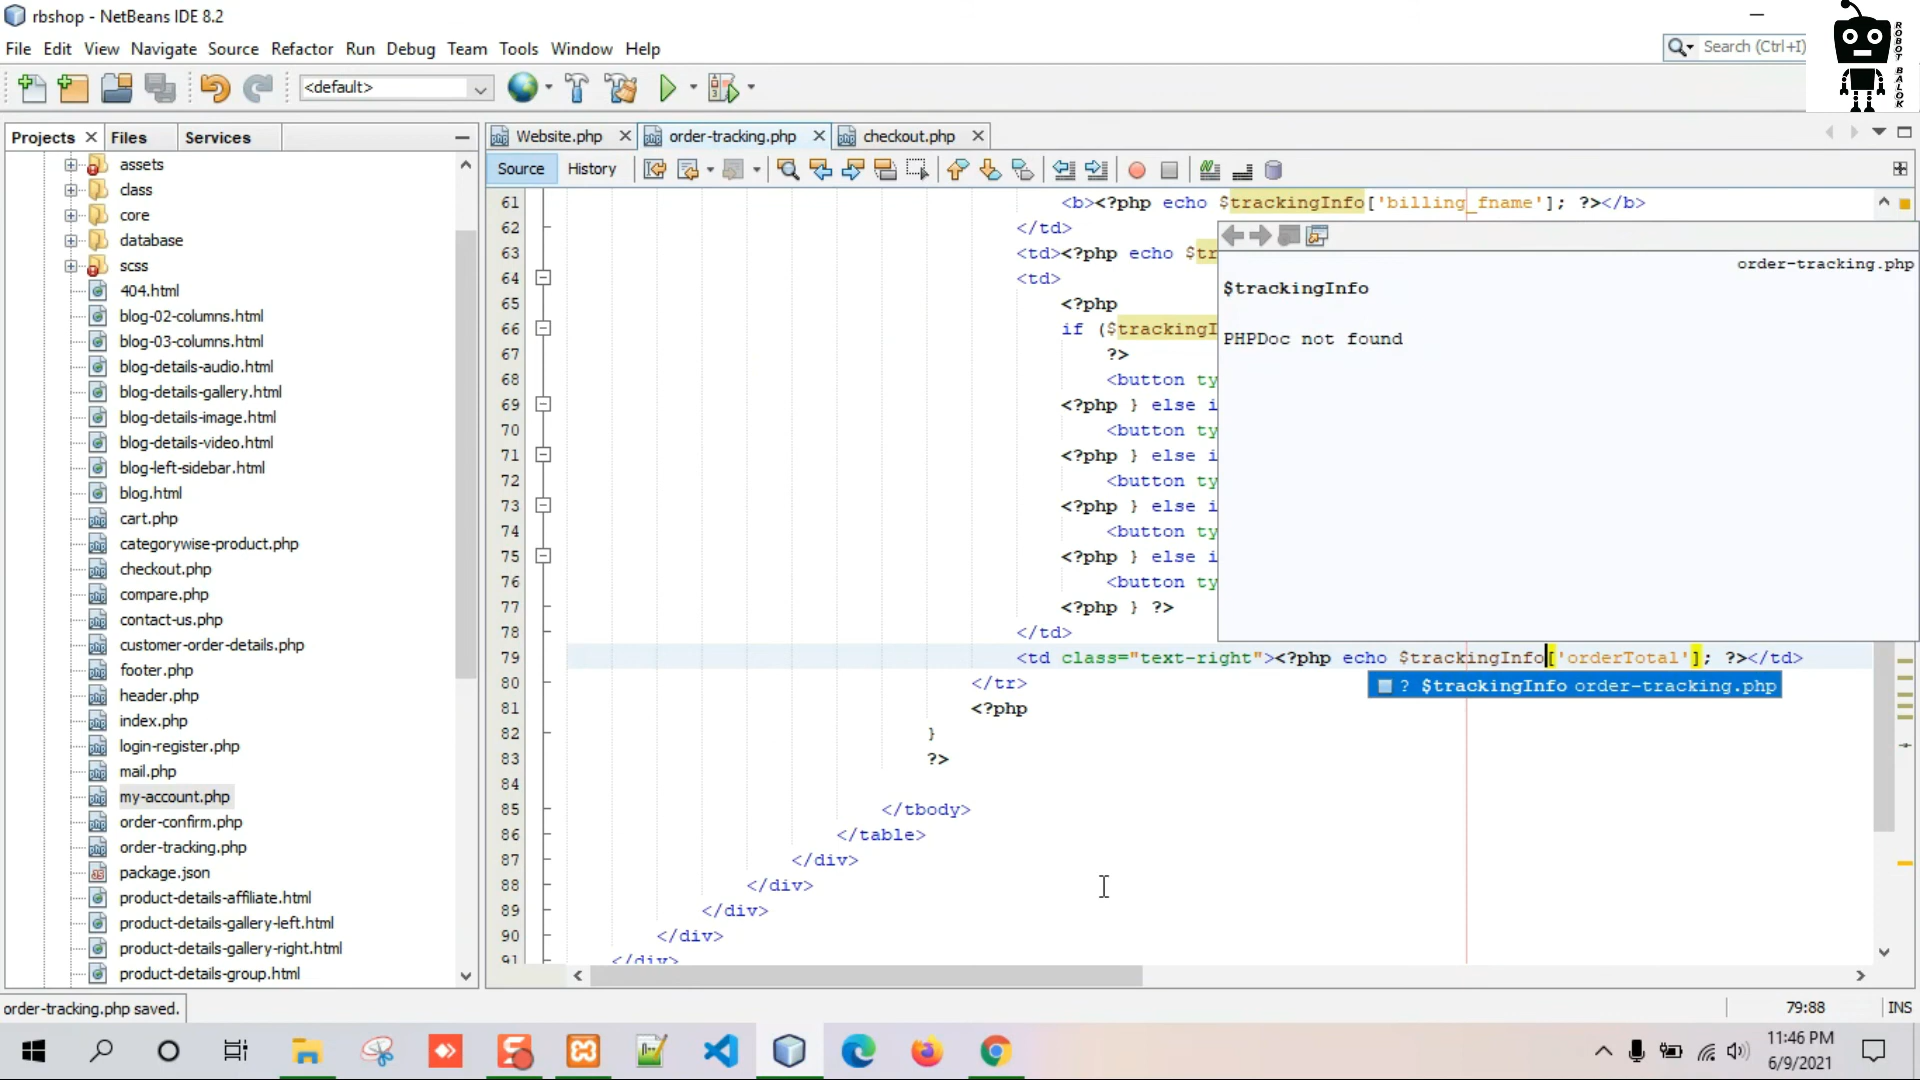 rbshop - NetBeans IDE 8.2
File Edit View Navigate Source Refactor Run Debug Team Tools Window Help
Search (Ctrl+I)
ROBOT BALOK
<default>
Projects Files Services
Website.php order-tracking.php checkout.php
Source History
assets
class
core
database
scss
404.html
blog-02-columns.html
blog-03-columns.html
blog-details-audio.html
blog-details-gallery.html
blog-details-image.html
blog-details-video.html
blog-left-sidebar.html
blog.html
cart.php
categorywise-product.php
checkout.php
compare.php
contact-us.php
customer-order-details.php
footer.php
header.php
index.php
login-register.php
mail.php
my-account.php
order-confirm.php
order-tracking.php
package.json
product-details-affiliate.html
product-details-gallery-left.html
product-details-gallery-right.html
product-details-group.html
61 <b><?php echo $trackingInfo['billing_fname']; ?></b>
62 </td>
63 <td><?php echo $tr
64 <td>
65 <?php
66 if ($trackingI
67 ?>
68 <button ty
69 <?php } else i
70 <button ty
71 <?php } else i
72 <button ty
73 <?php } else i
74 <button ty
75 <?php } else i
76 <button ty
77 <?php } ?>
78 </td>
79 <td class="text-right"><?php echo $trackingInfo['orderTotal']; ?></td>
80 </tr>
81 <?php
82 }
83 ?>
84
85 </tbody>
86 </table>
87 </div>
88 </div>
89 </div>
90 </div>
91 </div>
order-tracking.php
$trackingInfo
PHPDoc not found
? $trackingInfo order-tracking.php
order-tracking.php saved.
79:88 INS
11:46 PM
6/9/2021